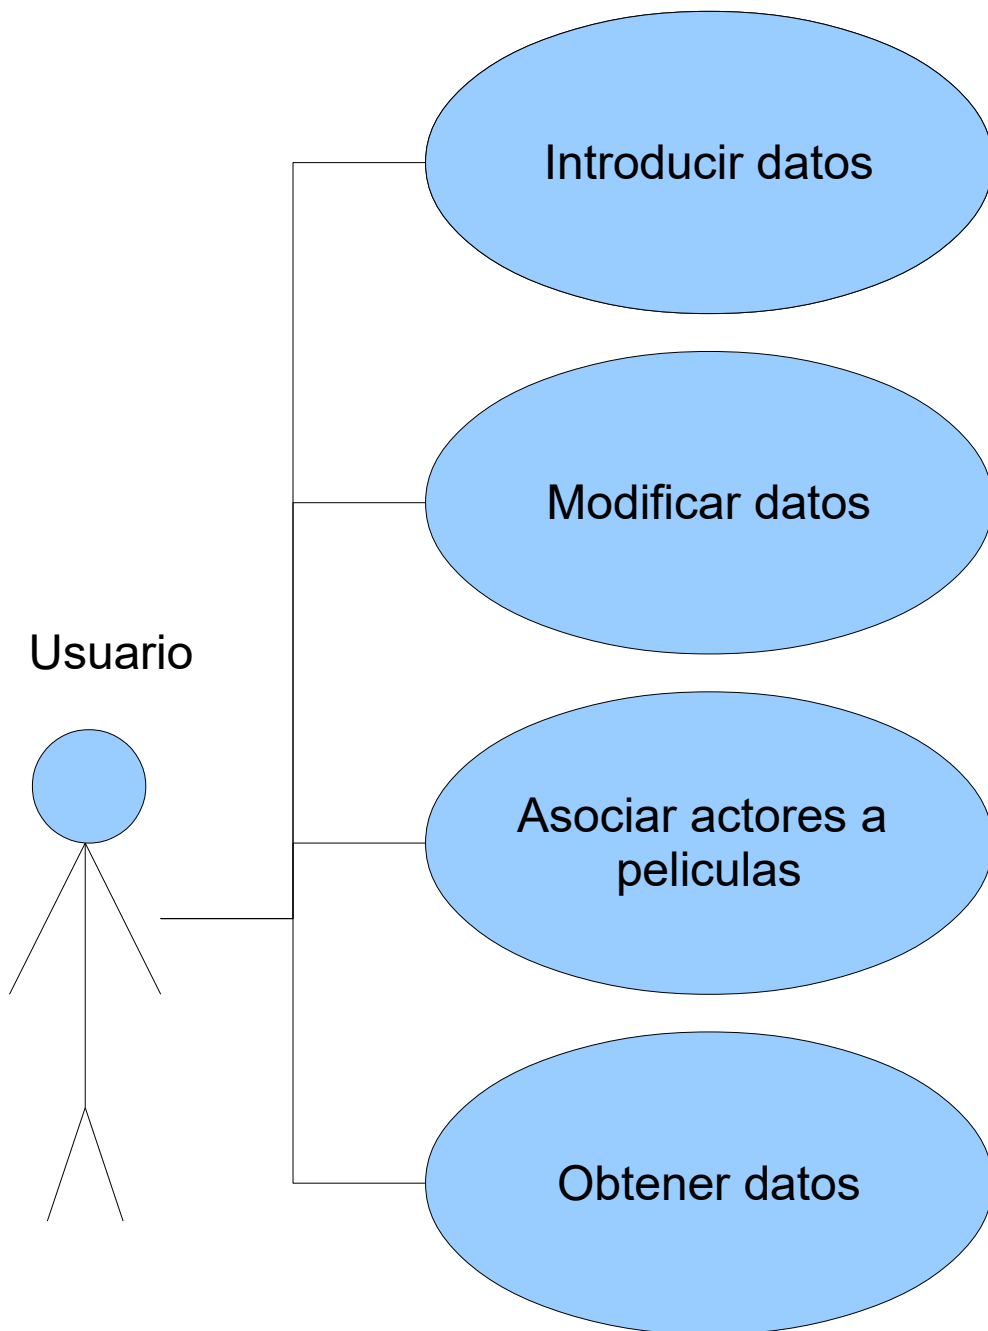 Introducir datos
Modificar datos
Usuario
Asociar actores a
peliculas
Obtener datos